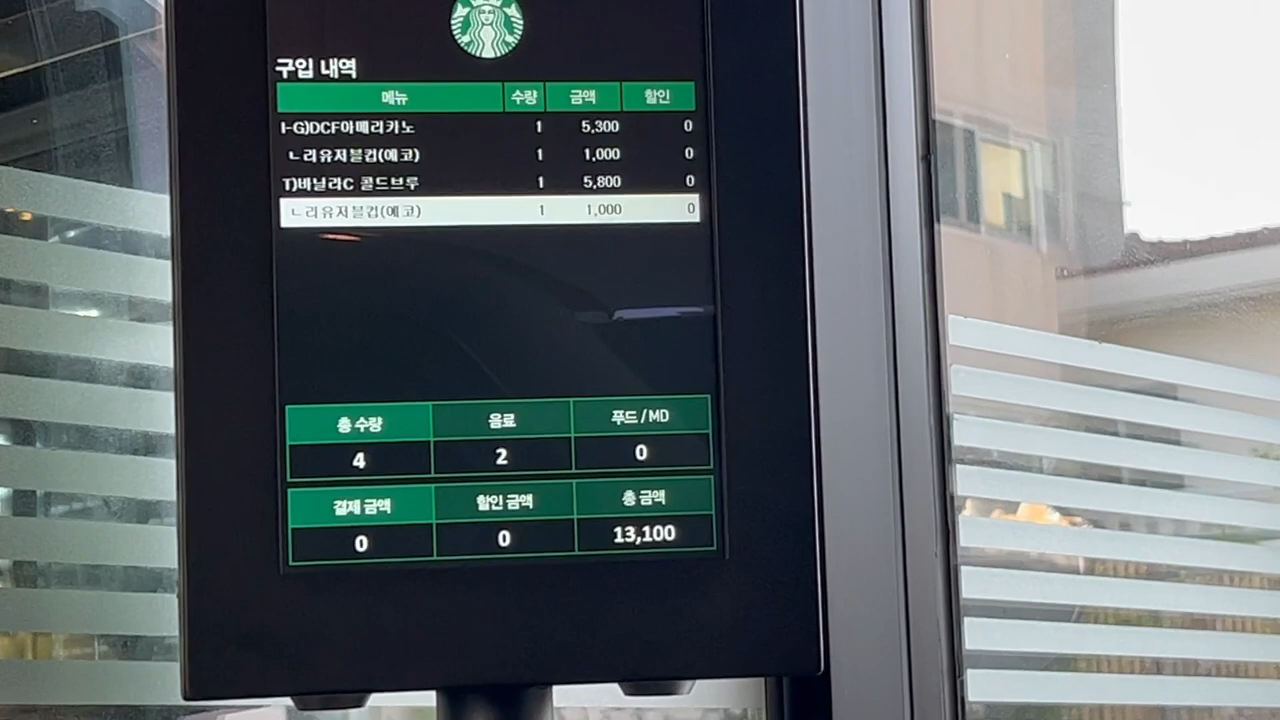 구입 내역
메뉴 수량 금액 할인
I-G)DCF아메리카노 1 5,300 0
ㄴ리유저블컵(에코) 1 1,000 0
T)바닐라C 콜드브루 1 5,800 0
ㄴ리유저블컵(에코) 1 1,000 0
총 수량 음료 푸드 / MD
4 2 0
결제 금액 할인 금액 총 금액
0 0 13,100